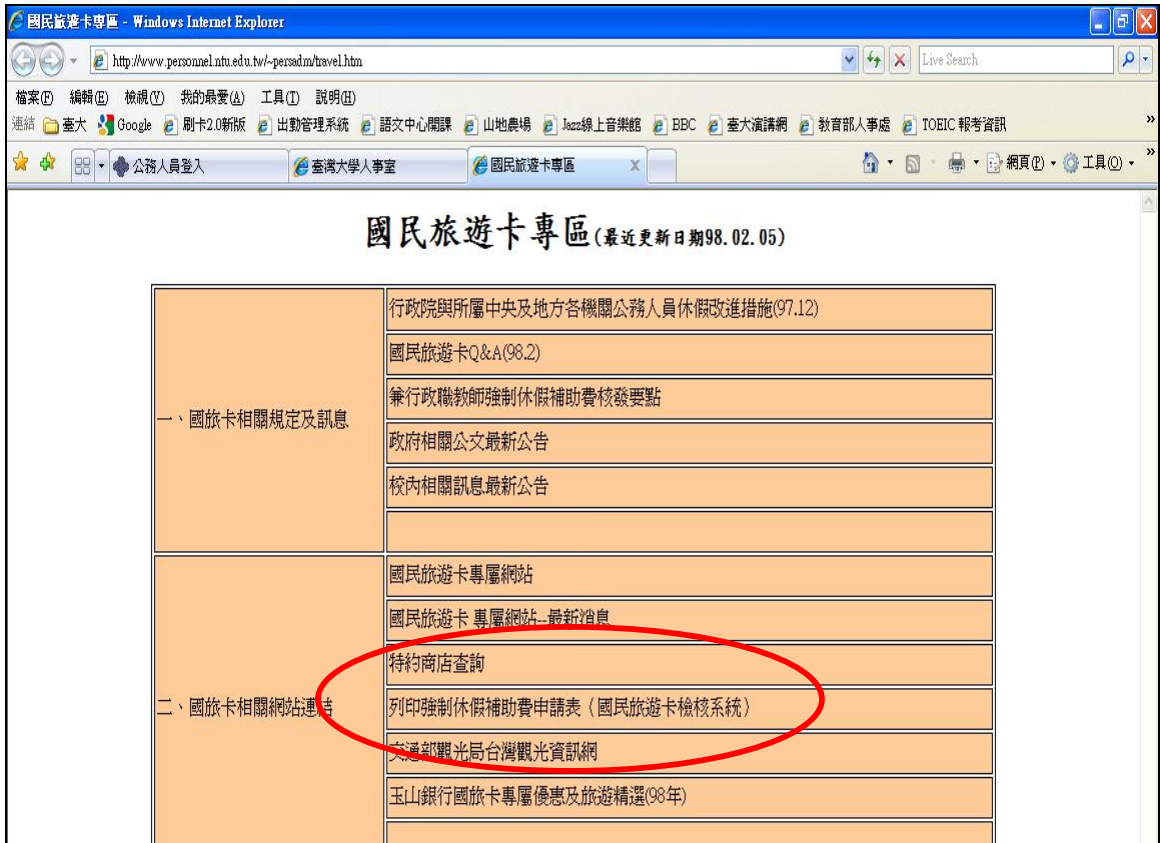 國民旅遊卡專區 - Windows Internet Explorer
http://www.personnel.ntu.edu.tw/~persadm/travel.htm
Live Search
檔案(F) 編輯(E) 檢視(V) 我的最愛(A) 工具(T) 說明(H)
連結 臺大 Google 刷卡2.0新版 出勤管理系統 語文中心開課 山地農場 Jazz線上音樂館 BBC 臺大演講網 教育部人事處 TOEIC 報考資訊 »
公務人員登入 臺灣大學人事室 國民旅遊卡專區 X 網頁(P) 工具(O) »
國民旅遊卡專區(最近更新日期98.02.05)
一、國旅卡相關規定及訊息
行政院與所屬中央及地方各機關公務人員休假改進措施(97.12)
國民旅遊卡Q&A(98.2)
兼行政職教師強制休假補助費核發要點
政府相關公文最新公告
校內相關訊息最新公告
二、國旅卡相關網站連結
國民旅遊卡專屬網站
國民旅遊卡 專屬網站--最新消息
特約商店查詢
列印強制休假補助費申請表（國民旅遊卡檢核系統）
交通部觀光局台灣觀光資訊網
玉山銀行國旅卡專屬優惠及旅遊精選(98年)